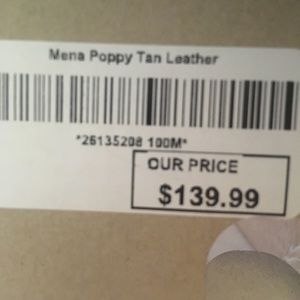 Mena Poppy Tan Leather
*26135208 100M*
OUR PRICE
$139.99